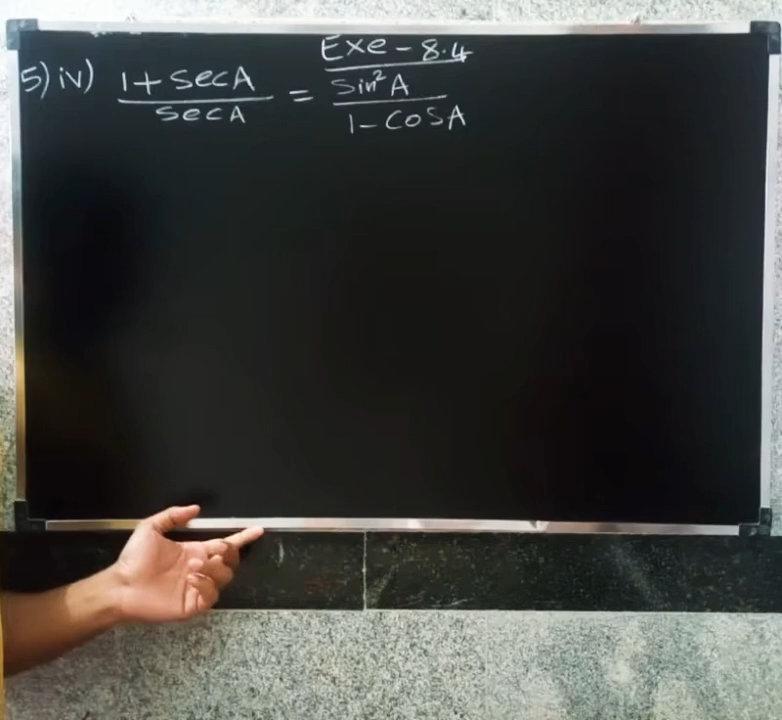 Exe - 8.4
5) iv) 1 + SecA / SecA = Sin²A / 1 - CoSA